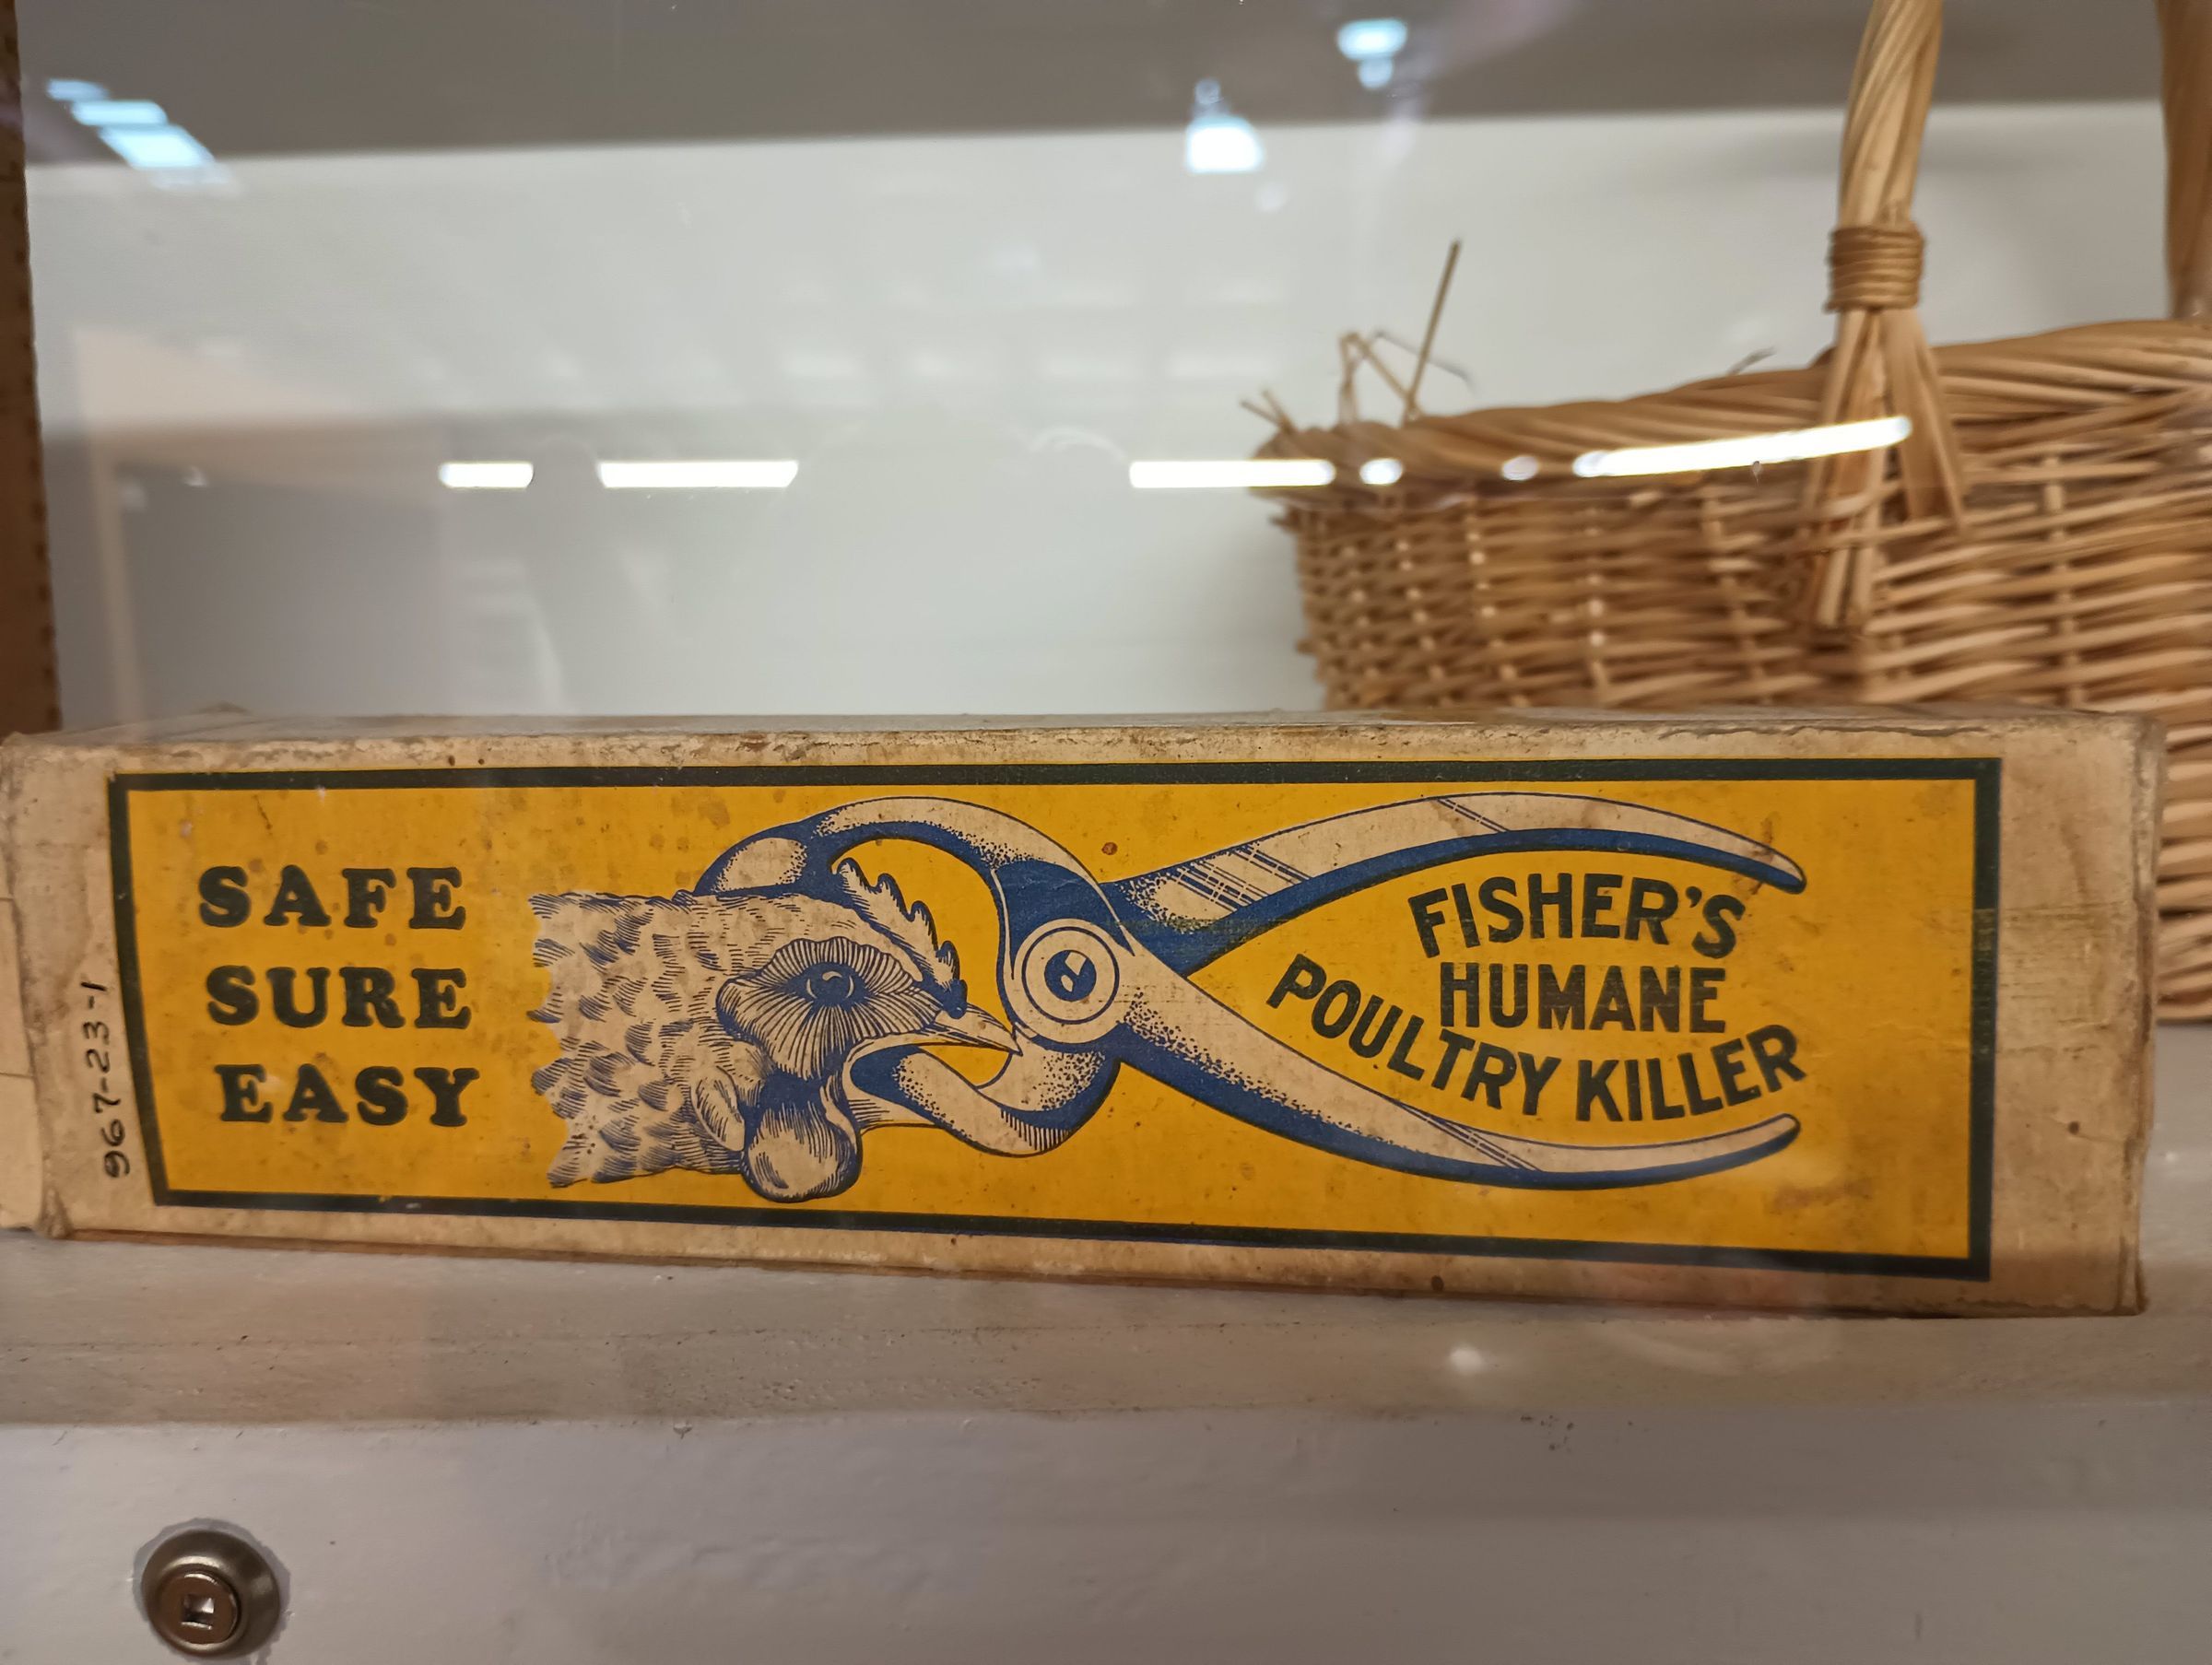 SAFE
SURE
EASY
FISHER'S
HUMANE
POULTRY KILLER
967-23-1